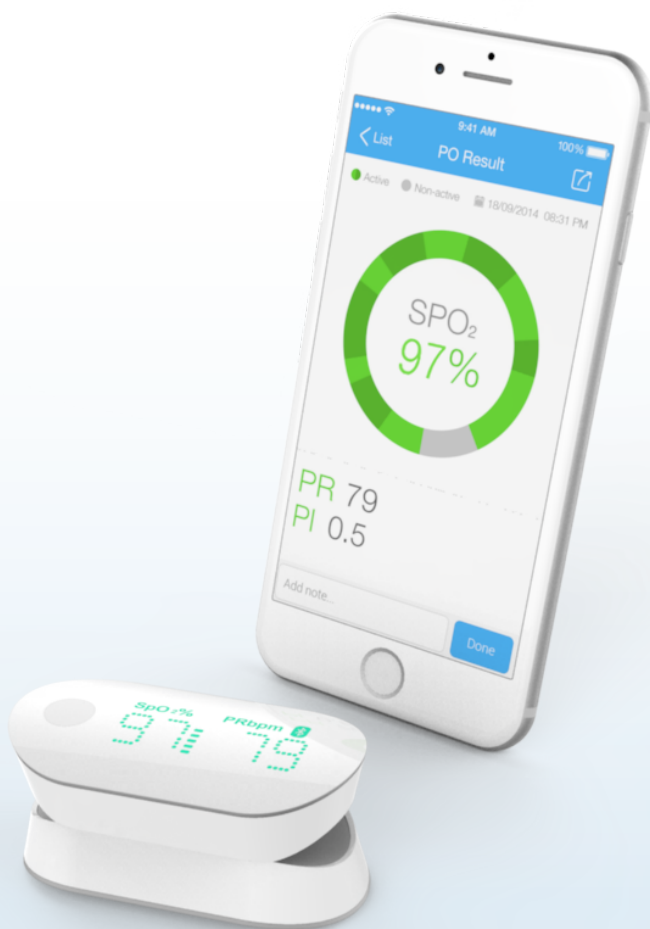 9:41 AM 100%
List PO Result
Active Non-active 18/09/2014 08:31 PM
SPO₂
97%
PR 79
PI 0.5
Add note...
Done
SpO₂% PRbpm
97 79